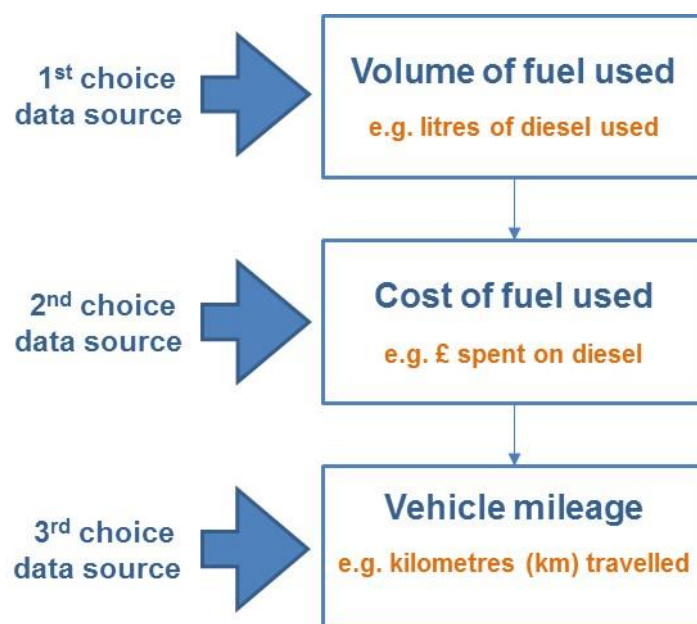 1st choice
data source
Volume of fuel used
e.g. litres of diesel used
2nd choice
data source
Cost of fuel used
e.g. £ spent on diesel
3rd choice
data source
Vehicle mileage
e.g. kilometres (km) travelled